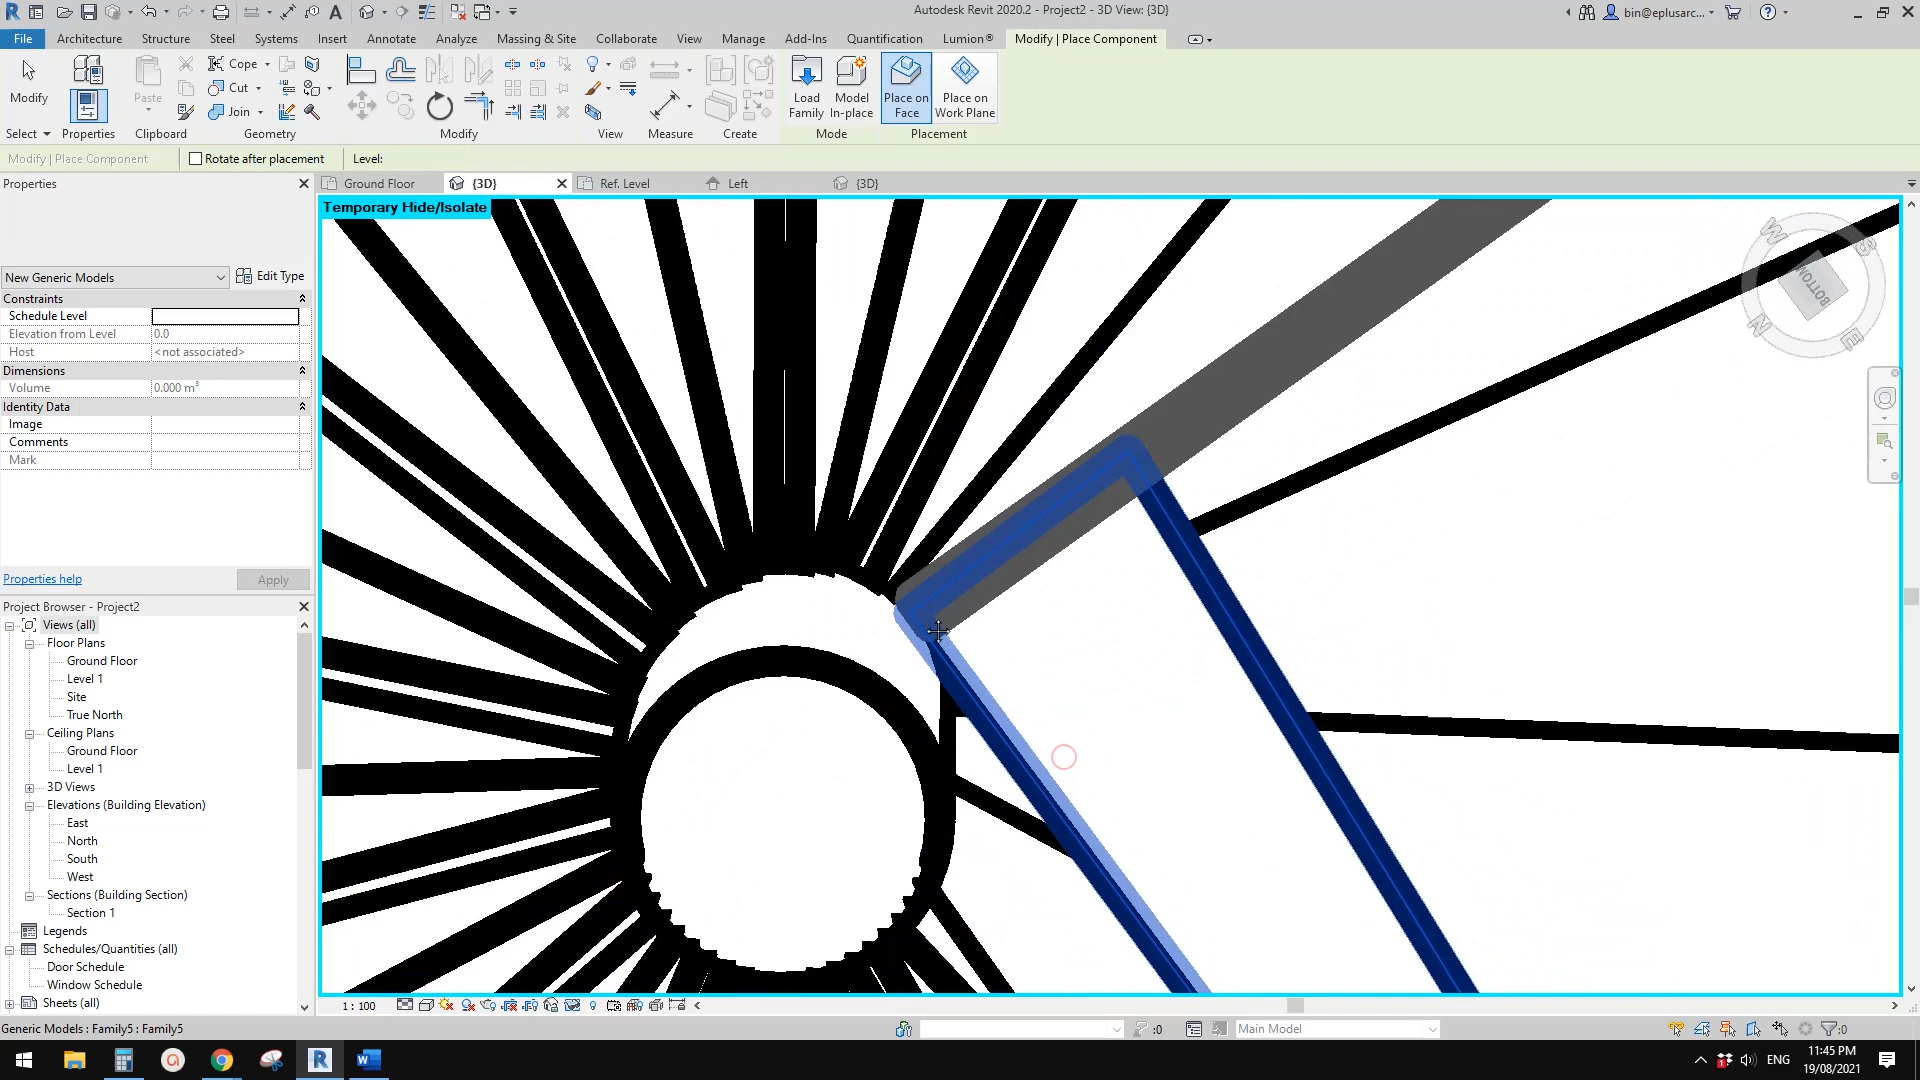 Autodesk Revit 2020.2 - Project2 - 3D View: {3D}
bin@eplusarc...
File Architecture Structure Steel Systems Insert Annotate Analyze Massing & Site Collaborate View Manage Add-Ins Quantification Lumion® Modify | Place Component
Modify
Paste
Cope
Cut
Join
Load Family
Model In-place
Place on Face
Place on Work Plane
Select Properties Clipboard Geometry Modify View Measure Create Mode Placement
Modify | Place Component Rotate after placement Level:
Properties
Ground Floor {3D} Ref. Level Left {3D}
Temporary Hide/Isolate
New Generic Models Edit Type
Constraints
Schedule Level
Elevation from Level 0.0
Host <not associated>
Dimensions
Volume 0.000 m³
Identity Data
Image
Comments
Mark
Properties help Apply
Project Browser - Project2
Views (all)
Floor Plans
Ground Floor
Level 1
Site
True North
Ceiling Plans
Ground Floor
Level 1
3D Views
Elevations (Building Elevation)
East
North
South
West
Sections (Building Section)
Section 1
Legends
Schedules/Quantities (all)
Door Schedule
Window Schedule
Sheets (all)
W
S
N
E
BOTTOM
1 : 100
Generic Models : Family5 : Family5
:0
Main Model
:0
ENG
11:45 PM
19/08/2021